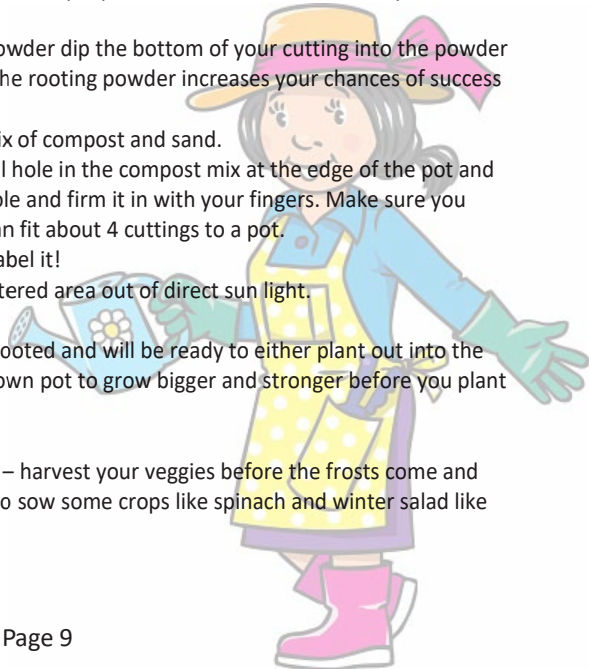 owder dip the bottom of your cutting into the powder
he rooting powder increases your chances of success
ix of compost and sand.
l hole in the compost mix at the edge of the pot and
ole and firm it in with your fingers. Make sure you
an fit about 4 cuttings to a pot.
abel it!
tered area out of direct sun light.
ooted and will be ready to either plant out into the
own pot to grow bigger and stronger before you plant
– harvest your veggies before the frosts come and
o sow some crops like spinach and winter salad like
Page 9